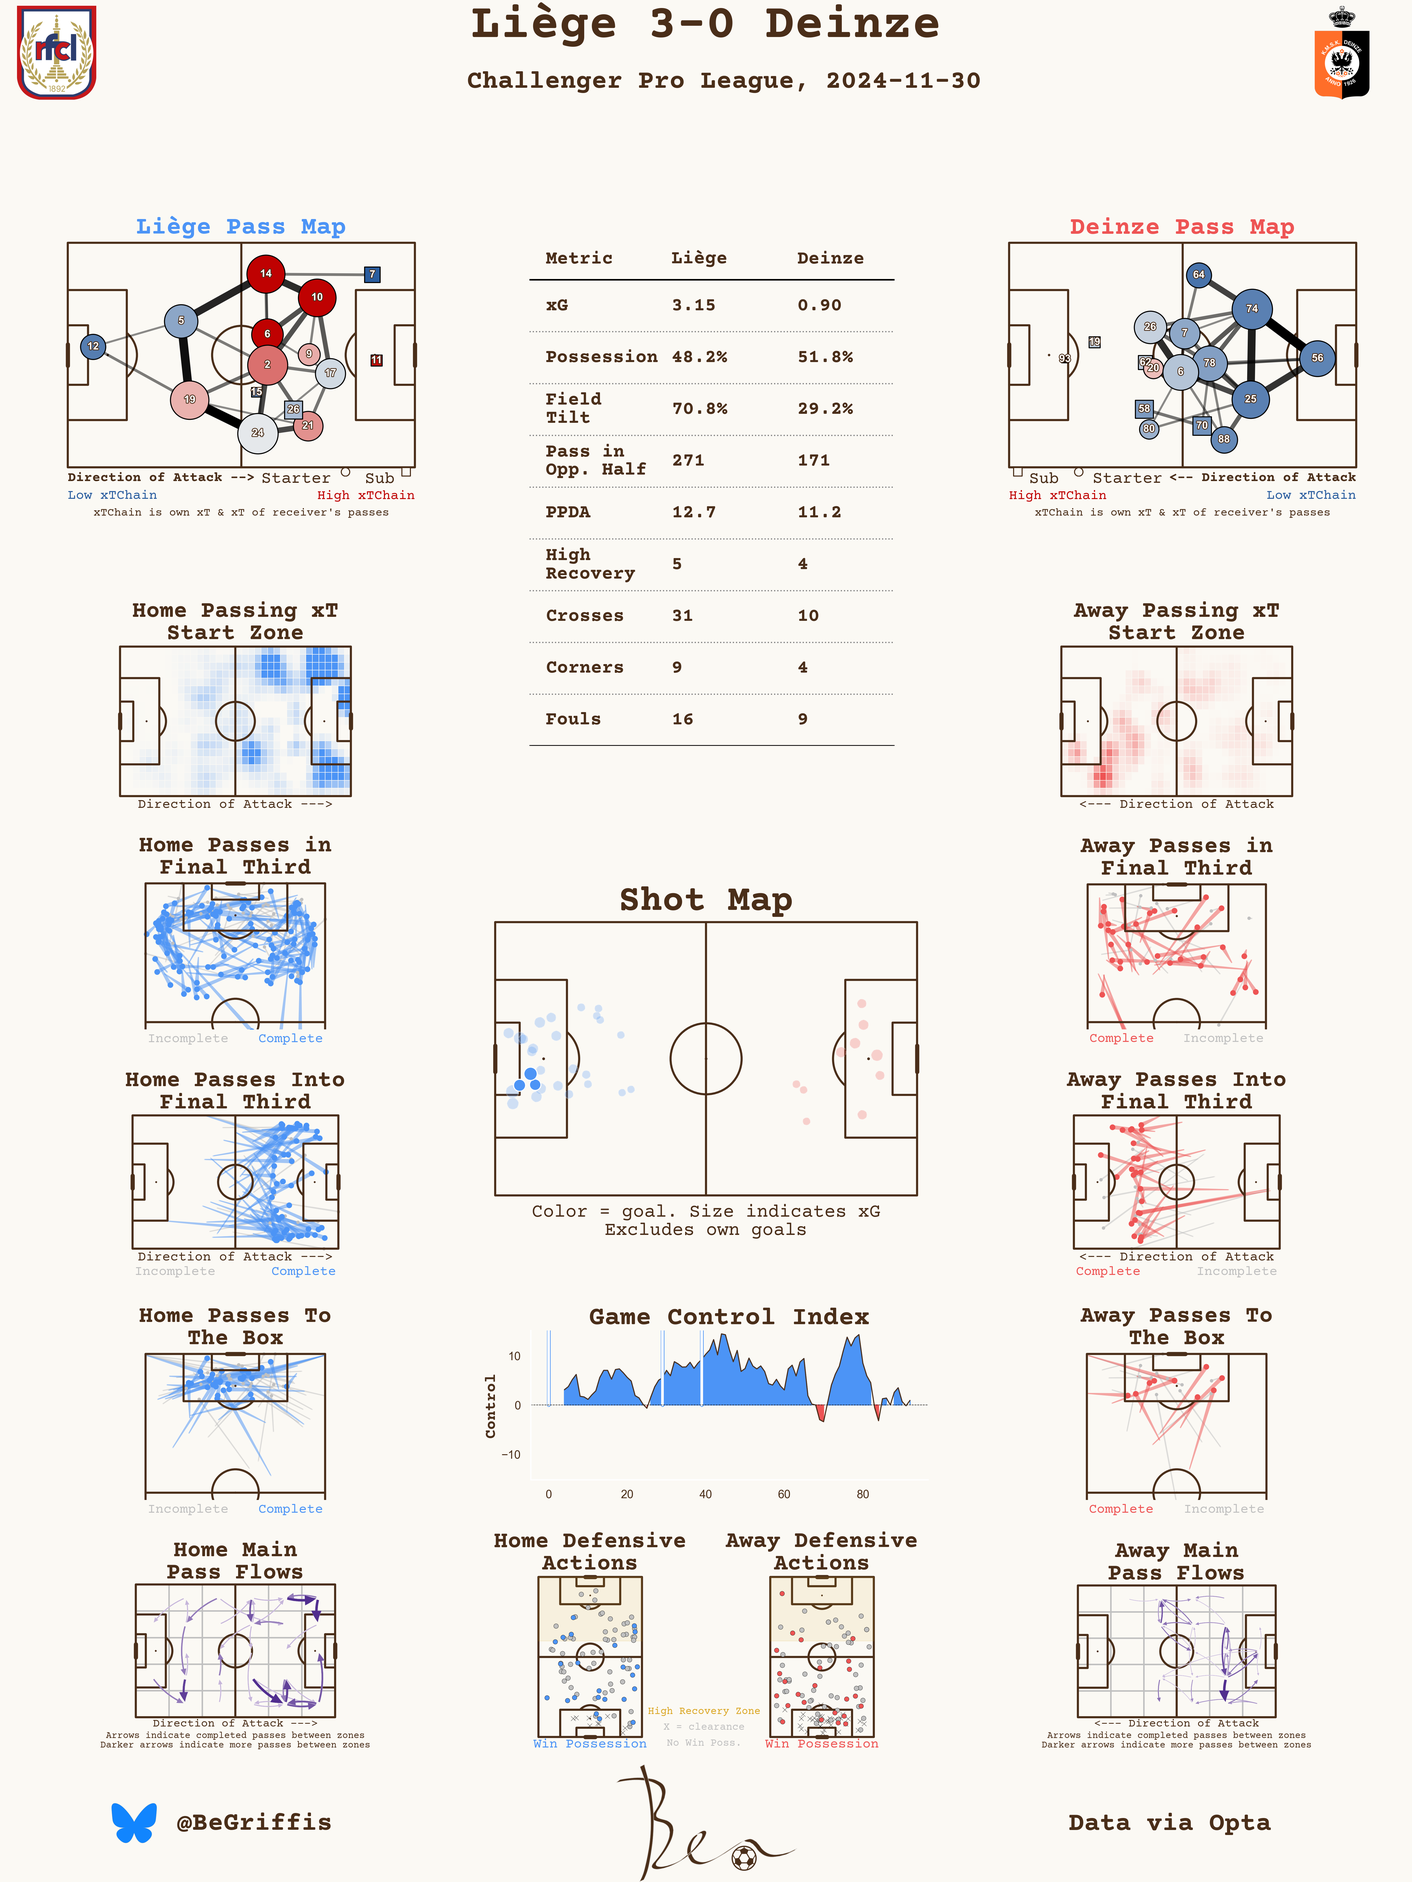 Liège 3-0 Deinze
Challenger Pro League, 2024-11-30
rfcl
1892
K.M.S.K. DEINZE
ANNO 1926
Liège Pass Map
14
7
10
5
6
12
9
2
17
11
15
19
26
21
24
Direction of Attack --> Starter Sub
Low xTChain High xTChain
xTChain is own xT & xT of receiver's passes
Metric Liège Deinze
xG 3.15 0.90
Possession 48.2% 51.8%
Field
Tilt 70.8% 29.2%
Pass in
Opp. Half 271 171
PPDA 12.7 11.2
High
Recovery 5 4
Crosses 31 10
Corners 9 4
Fouls 16 9
Deinze Pass Map
64
74
26
7
19
93
62
20
78
56
6
25
58
80
70
88
Sub Starter <-- Direction of Attack
High xTChain Low xTChain
xTChain is own xT & xT of receiver's passes
Home Passing xT
Start Zone
Direction of Attack --->
Away Passing xT
Start Zone
<--- Direction of Attack
Home Passes in
Final Third
Incomplete Complete
Away Passes in
Final Third
Complete Incomplete
Shot Map
Color = goal. Size indicates xG
Excludes own goals
Home Passes Into
Final Third
Direction of Attack --->
Incomplete Complete
Away Passes Into
Final Third
<--- Direction of Attack
Complete Incomplete
Home Passes To
The Box
Incomplete Complete
Game Control Index
Control
10
0
−10
0 20 40 60 80
Away Passes To
The Box
Complete Incomplete
Home Main
Pass Flows
Direction of Attack --->
Arrows indicate completed passes between zones
Darker arrows indicate more passes between zones
Home Defensive
Actions
Win Possession
High Recovery Zone
X = clearance
No Win Poss.
Away Defensive
Actions
Win Possession
Away Main
Pass Flows
<--- Direction of Attack
Arrows indicate completed passes between zones
Darker arrows indicate more passes between zones
@BeGriffis
Ben
Data via Opta